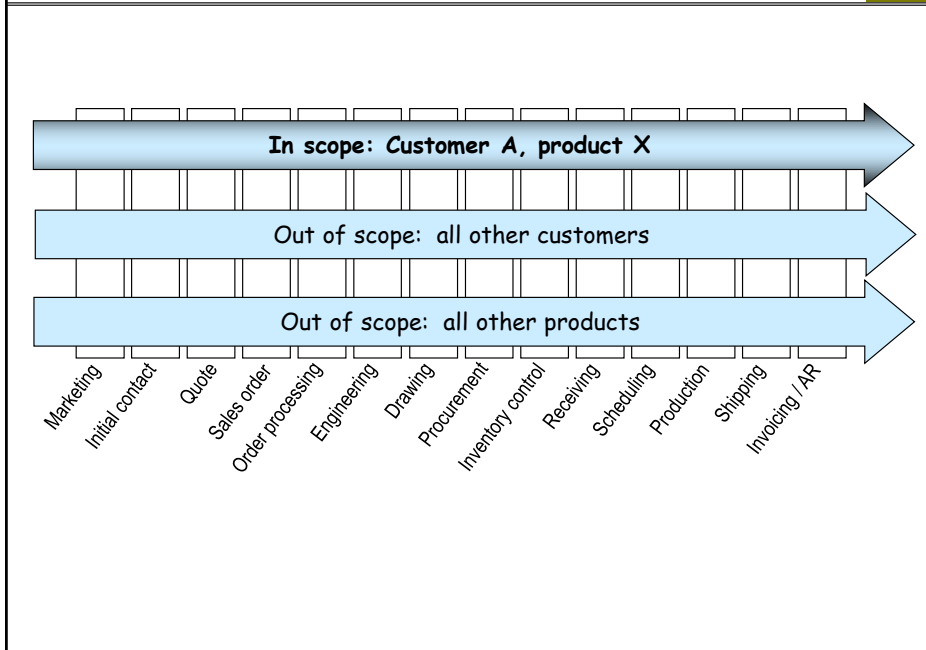 In scope: Customer A, product X
Out of scope: all other customers
Out of scope: all other products
Marketing
Initial contact
Quote
Sales order
Order processing
Engineering
Drawing
Procurement
Inventory control
Receiving
Scheduling
Production
Shipping
Invoicing / AR